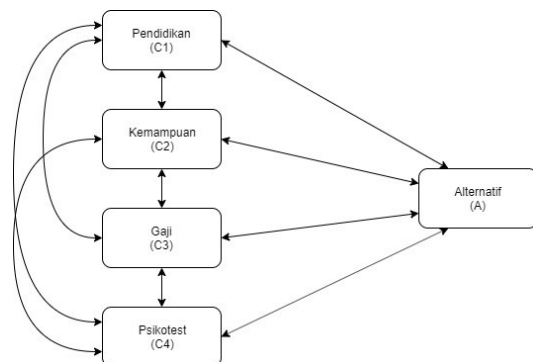 Pendidikan
(C1)
Kemampuan
(C2)
Alternatif
(A)
Gaji
(C3)
Psikotest
(C4)